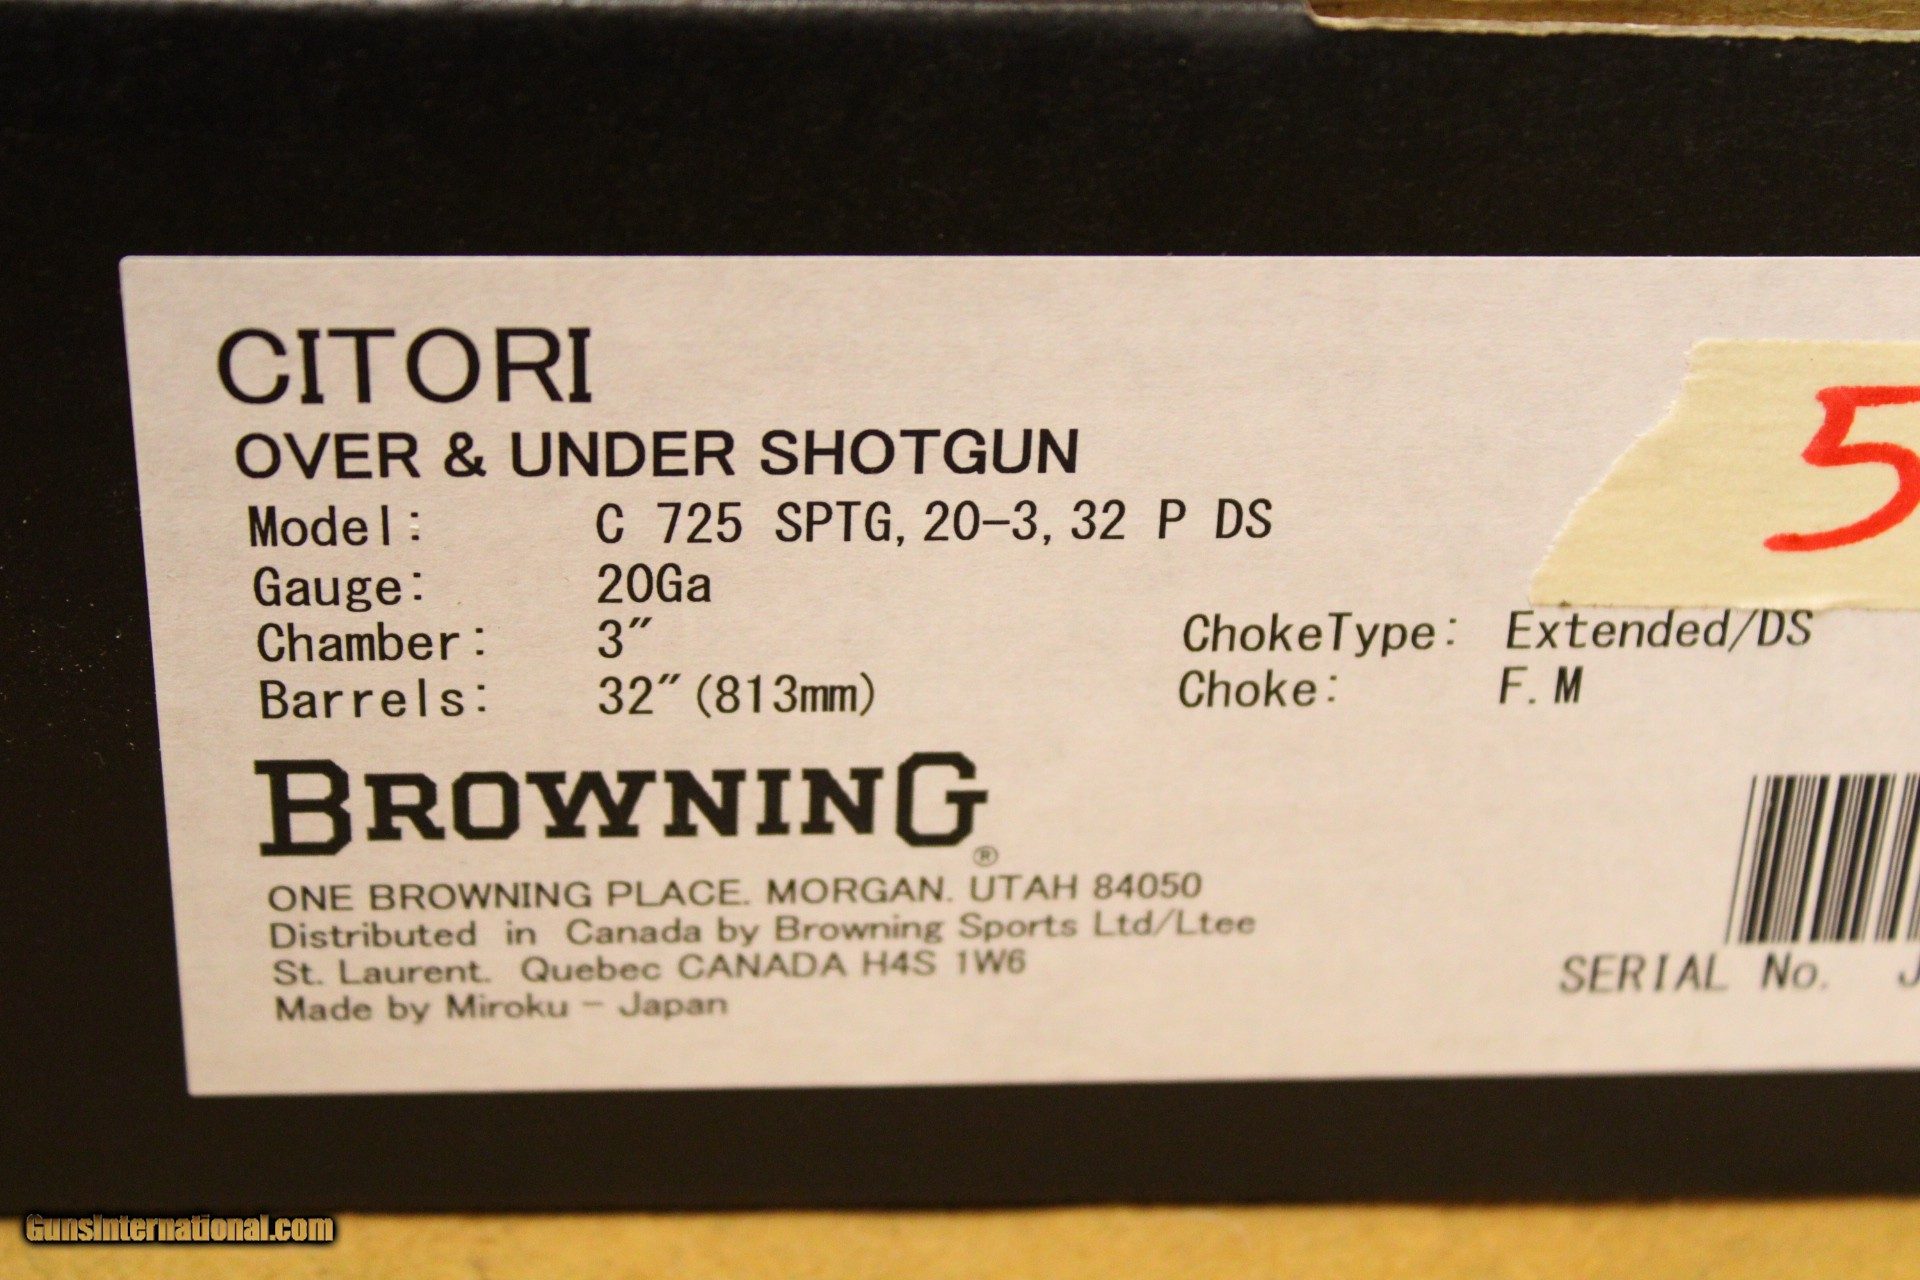 CITORI
OVER & UNDER SHOTGUN
Model: C 725 SPTG, 20-3, 32 P DS
Gauge: 20Ga
Chamber: 3" ChokeType: Extended/DS
Barrels: 32"(813mm) Choke: F. M
5
BROWNING®
ONE BROWNING PLACE. MORGAN. UTAH 84050
Distributed in Canada by Browning Sports Ltd/Ltee
St. Laurent. Quebec CANADA H4S 1W6
Made by Miroku - Japan
SERIAL No. J
GunsInternational.com